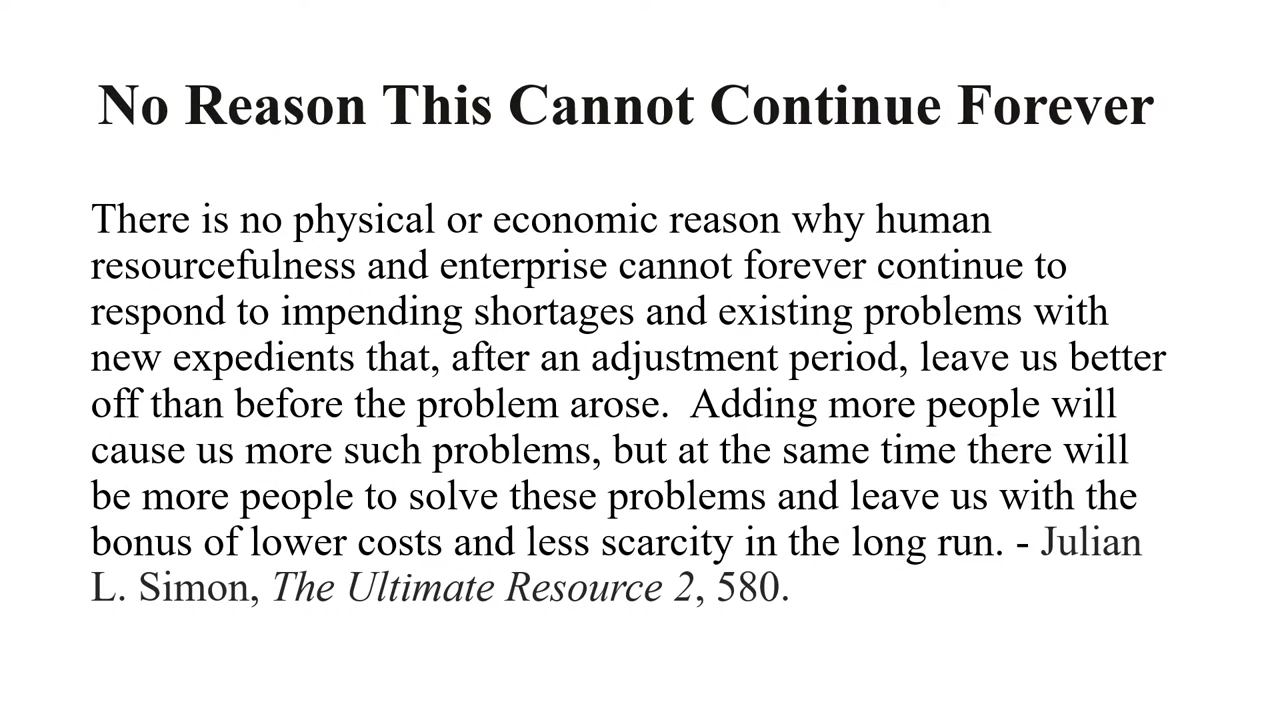 No Reason This Cannot Continue Forever
There is no physical or economic reason why human
resourcefulness and enterprise cannot forever continue to
respond to impending shortages and existing problems with
new expedients that, after an adjustment period, leave us better
off than before the problem arose.  Adding more people will
cause us more such problems, but at the same time there will
be more people to solve these problems and leave us with the
bonus of lower costs and less scarcity in the long run. - Julian
L. Simon, The Ultimate Resource 2, 580.